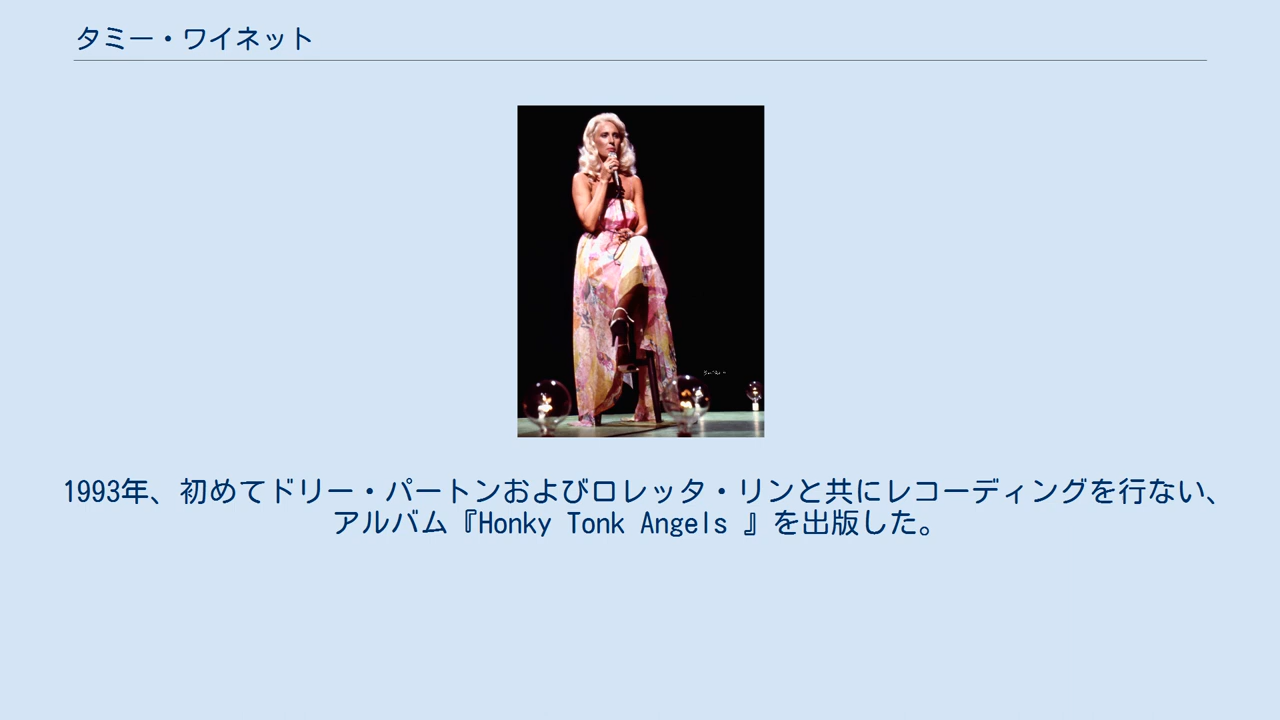 タミー・ワイネット
1993年、初めてドリー・パートンおよびロレッタ・リンと共にレコーディングを行ない、
アルバム『Honky Tonk Angels 』を出版した。